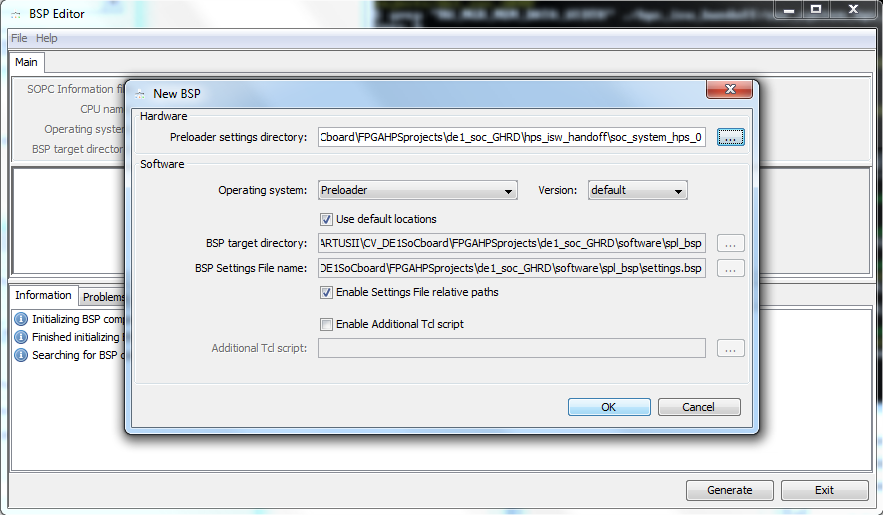 BSP Editor
File Help
Main
SOPC Information fil
CPU nam
Operating system
BSP target director
New BSP
Hardware
Preloader settings directory: Cboard\FPGAHPSprojects\de1_soc_GHRD\hps_isw_handoff\soc_system_hps_0 ...
Software
Operating system: Preloader Version: default
Use default locations
BSP target directory: ARTUSII\CV_DE1SoCboard\FPGAHPSprojects\de1_soc_GHRD\software\spl_bsp ...
BSP Settings File name: DE1SoCboard\FPGAHPSprojects\de1_soc_GHRD\software\spl_bsp\settings.bsp ...
Enable Settings File relative paths
Enable Additional Tcl script
Additional Tcl script: ...
OK Cancel
Information Problems
Initializing BSP comp
Finished initializing
Searching for BSP c
Generate Exit